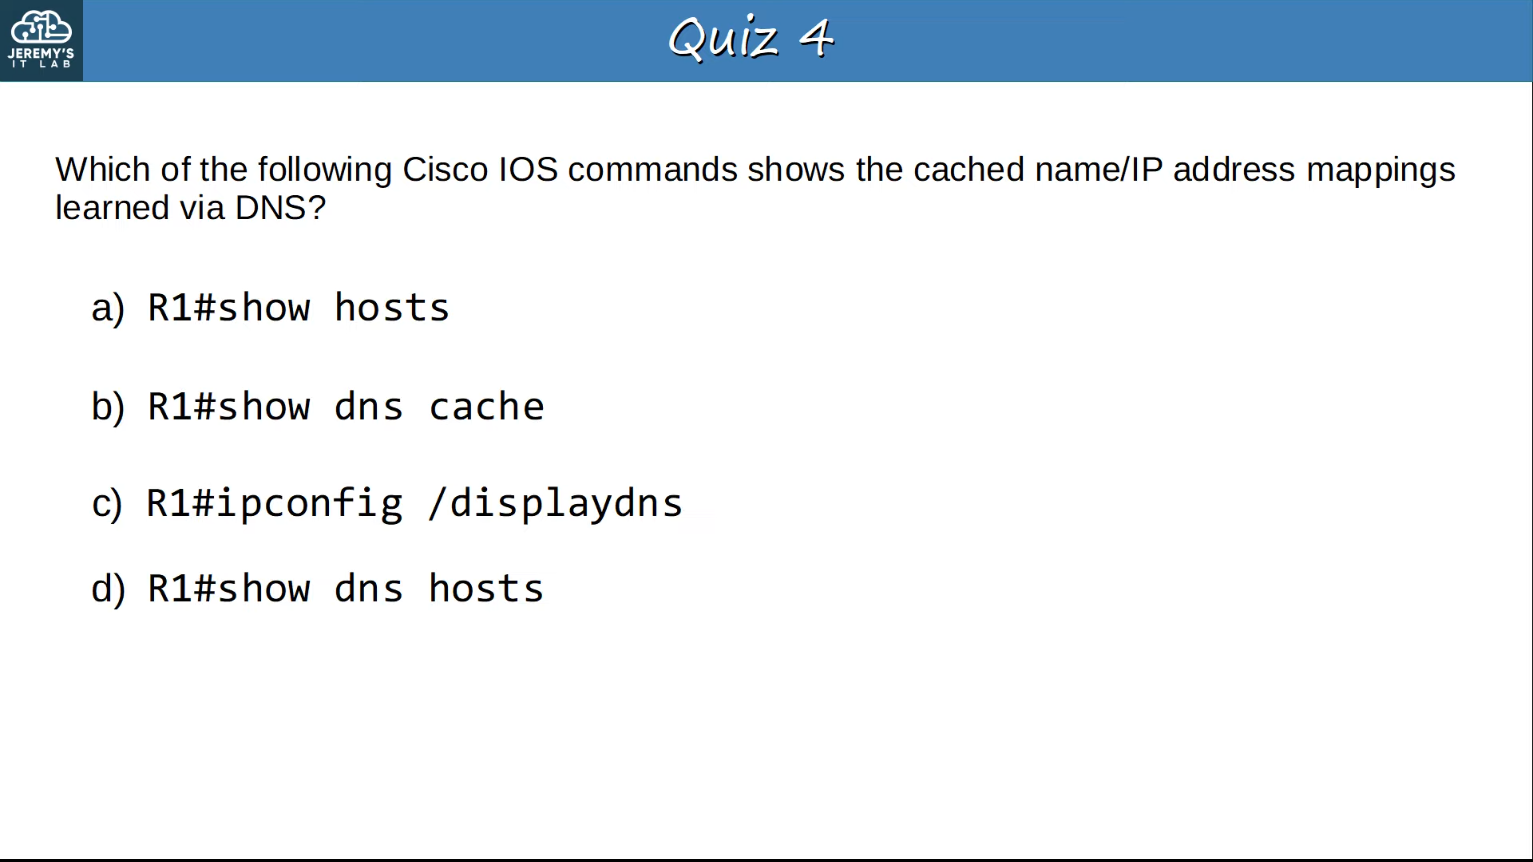 JEREMY'S
IT LAB
Quiz 4
Which of the following Cisco IOS commands shows the cached name/IP address mappings
learned via DNS?
a) R1#show hosts
b) R1#show dns cache
c) R1#ipconfig /displaydns
d) R1#show dns hosts